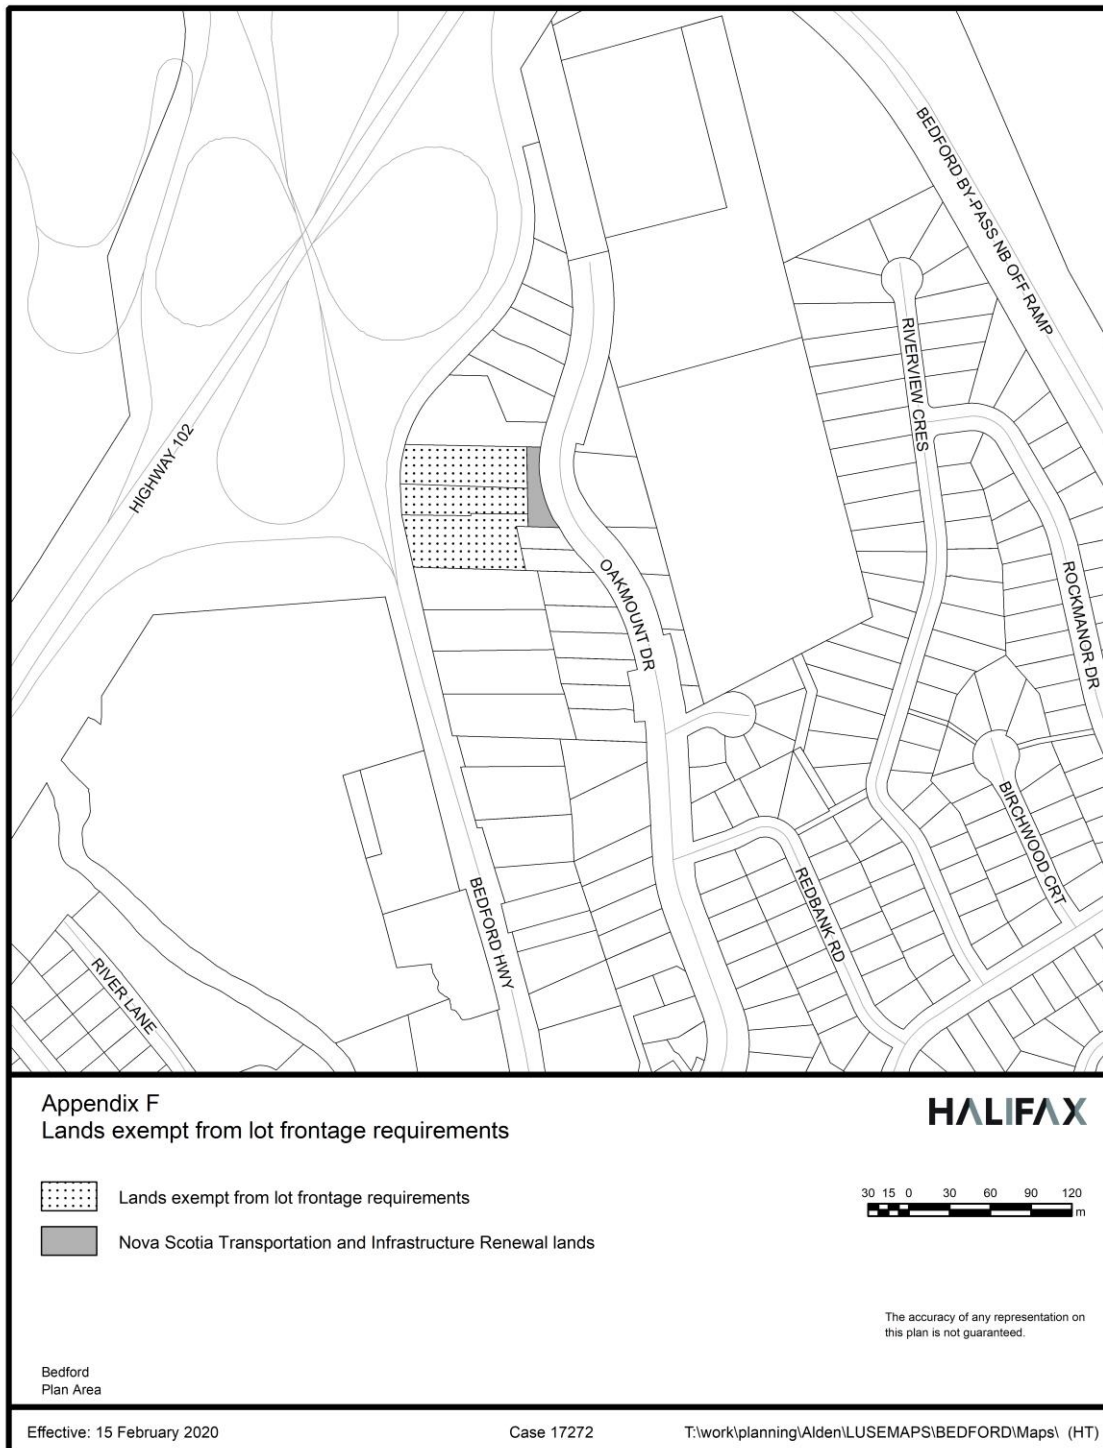 BEDFORD BY-PASS NB OFF RAMP
RIVERVIEW CRES
HIGHWAY 102
OAKMOUNT DR
ROCKMANOR DR
BIRCHWOOD CRT
REDBANK RD
BEDFORD HWY
RIVER LANE
Appendix F
Lands exempt from lot frontage requirements
HALIFAX
Lands exempt from lot frontage requirements
Nova Scotia Transportation and Infrastructure Renewal lands
30 15 0 30 60 90 120
m
The accuracy of any representation on
this plan is not guaranteed.
Bedford
Plan Area
Effective: 15 February 2020 Case 17272 T:\work\planning\Alden\LUSEMAPS\BEDFORD\Maps\ (HT)